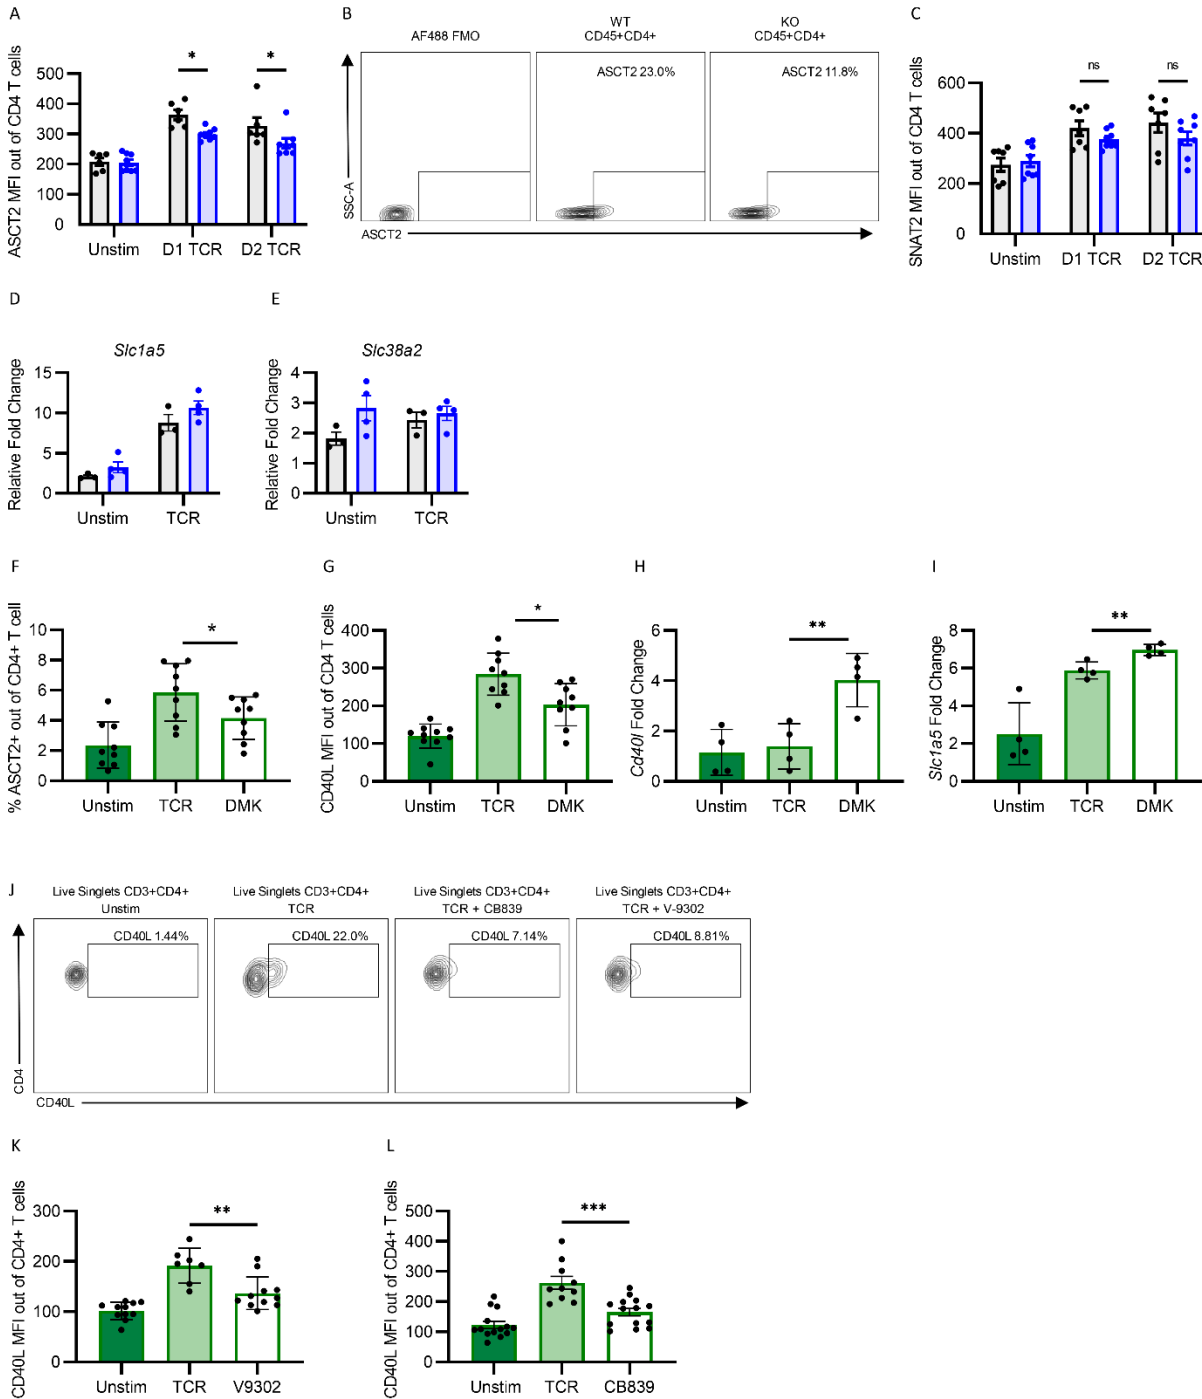 A
ASCT2 MFI out of CD4 T cells
500
400
300
200
100
0
*
*
Unstim
D1 TCR
D2 TCR
B
AF488 FMO
WT
CD45+CD4+
KO
CD45+CD4+
ASCT2 23.0%
ASCT2 11.8%
SSC-A
ASCT2
C
SNAT2 MFI out of CD4 T cells
600
400
200
0
ns
ns
Unstim
D1 TCR
D2 TCR
D
Slc1a5
Relative Fold Change
15
10
5
0
Unstim
TCR
E
Slc38a2
Relative Fold Change
4
3
2
1
0
Unstim
TCR
F
% ASCT2+ out of CD4+ T cell
10
8
6
4
2
0
*
Unstim
TCR
DMK
G
CD40L MFI out of CD4 T cells
400
300
200
100
0
*
Unstim
TCR
DMK
H
Cd40l Fold Change
6
4
2
0
**
Unstim
TCR
DMK
I
Slc1a5 Fold Change
8
6
4
2
0
**
Unstim
TCR
DMK
J
Live Singlets CD3+CD4+
Unstim
Live Singlets CD3+CD4+
TCR
Live Singlets CD3+CD4+
TCR + CB839
Live Singlets CD3+CD4+
TCR + V-9302
CD40L 1.44%
CD40L 22.0%
CD40L 7.14%
CD40L 8.81%
CD4
CD40L
K
CD40L MFI out of CD4+ T cells
300
200
100
0
**
Unstim
TCR
V9302
L
CD40L MFI out of CD4+ T cells
500
400
300
200
100
0
***
Unstim
TCR
CB839